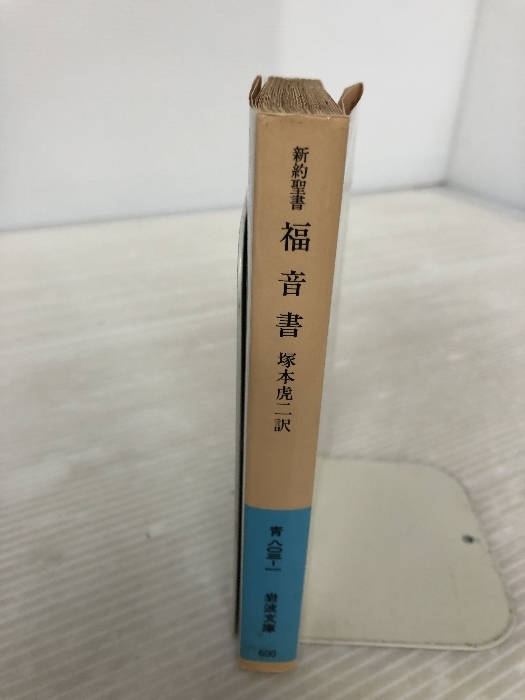 新約聖書
福音書
塚本虎二訳
青八〇三-一
岩波文庫
600